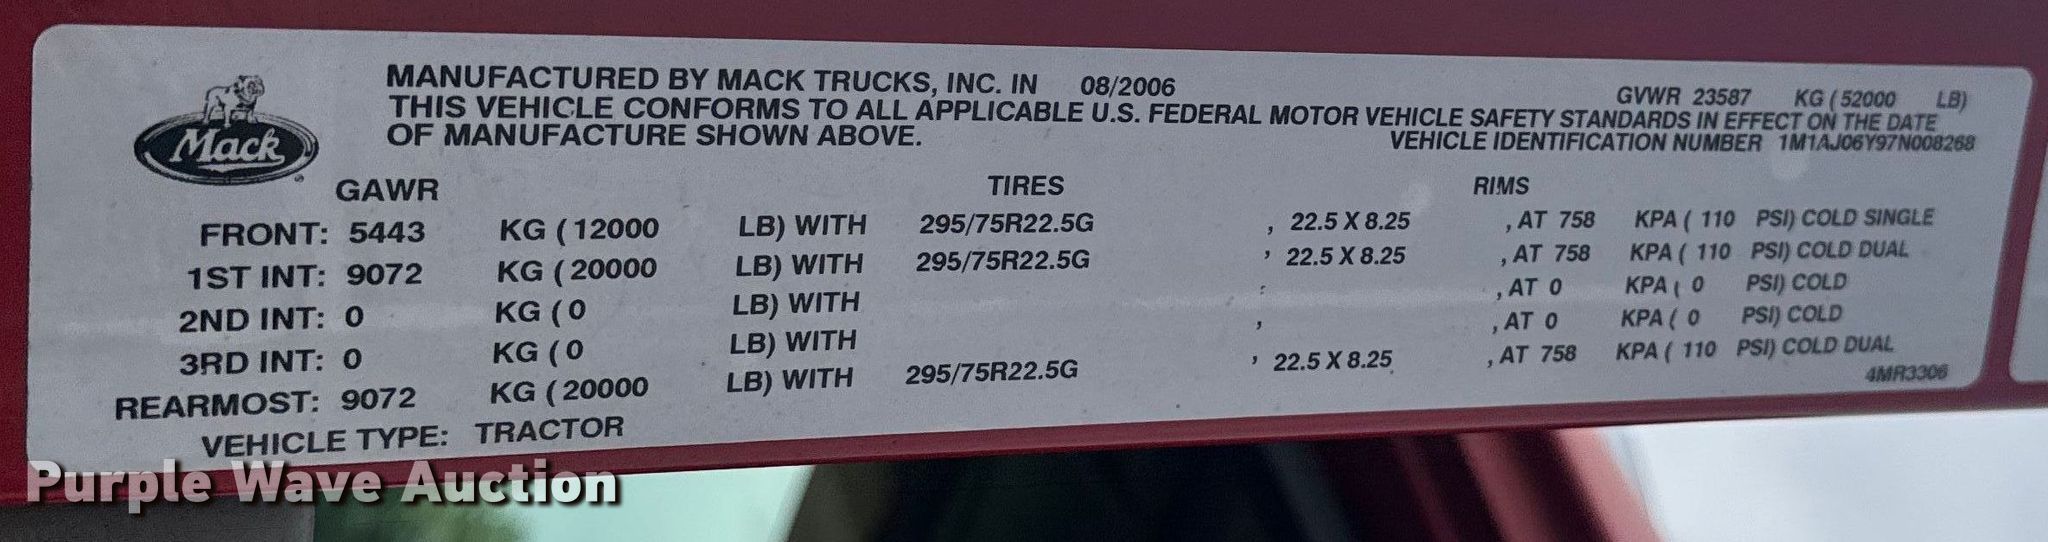 Mack
MANUFACTURED BY MACK TRUCKS, INC. IN 08/2006 GVWR 23587 KG ( 52000 LB)
THIS VEHICLE CONFORMS TO ALL APPLICABLE U.S. FEDERAL MOTOR VEHICLE SAFETY STANDARDS IN EFFECT ON THE DATE
OF MANUFACTURE SHOWN ABOVE. VEHICLE IDENTIFICATION NUMBER 1M1AJ06Y97N008268
GAWR TIRES RIMS
FRONT: 5443 KG ( 12000 LB) WITH 295/75R22.5G , 22.5 X 8.25 , AT 758 KPA ( 110 PSI) COLD SINGLE
1ST INT: 9072 KG ( 20000 LB) WITH 295/75R22.5G , 22.5 X 8.25 , AT 758 KPA ( 110 PSI) COLD DUAL
2ND INT: 0 KG ( 0 LB) WITH , , AT 0 KPA ( 0 PSI) COLD
3RD INT: 0 KG ( 0 LB) WITH , , AT 0 KPA ( 0 PSI) COLD
REARMOST: 9072 KG ( 20000 LB) WITH 295/75R22.5G , 22.5 X 8.25 , AT 758 KPA ( 110 PSI) COLD DUAL
4MR3306
VEHICLE TYPE: TRACTOR
Purple Wave Auction